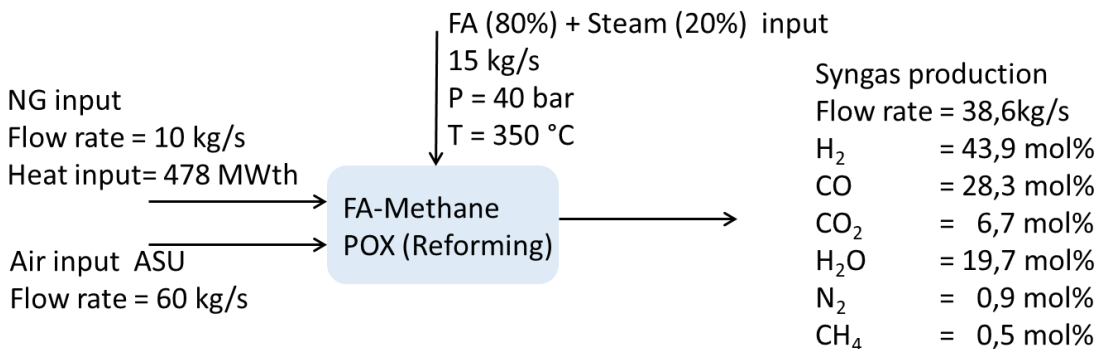 FA (80%) + Steam (20%) input
15 kg/s
P = 40 bar
T = 350 °C
NG input
Flow rate = 10 kg/s
Heat input= 478 MWth
Air input ASU
Flow rate = 60 kg/s
FA-Methane
POX (Reforming)
Syngas production
Flow rate = 38,6kg/s
H₂ = 43,9 mol%
CO = 28,3 mol%
CO₂ = 6,7 mol%
H₂O = 19,7 mol%
N₂ = 0,9 mol%
CH₄ = 0,5 mol%